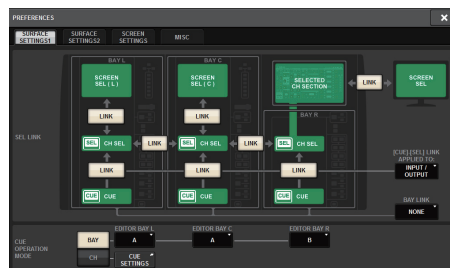 PREFERENCES
SURFACE SETTINGS1
SURFACE SETTINGS2
SCREEN SETTINGS
MISC
BAY L
BAY C
SCREEN SEL ( L )
SCREEN SEL ( C )
SELECTED CH SECTION
LINK
SCREEN SEL
LINK
LINK
BAY R
SEL LINK
SEL CH SEL
LINK
SEL CH SEL
LINK
SEL CH SEL
[CUE]-[SEL] LINK APPLIED TO:
LINK
LINK
LINK
INPUT / OUTPUT
CUE CUE
CUE CUE
CUE CUE
BAY LINK
NONE
EDITOR BAY L
EDITOR BAY C
EDITOR BAY R
CUE OPERATION MODE
BAY
A
A
B
CH
CUE SETTINGS